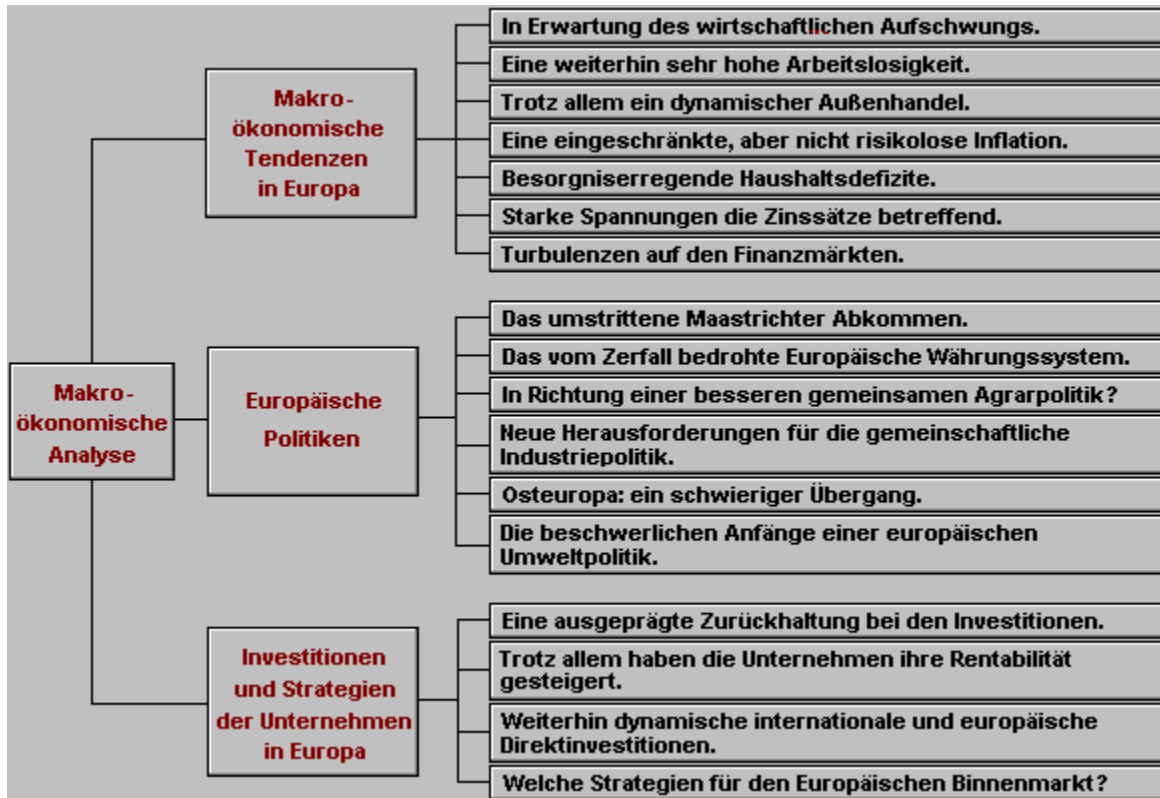 Makro-
ökonomische
Analyse
Makro-
ökonomische
Tendenzen
in Europa
In Erwartung des wirtschaftlichen Aufschwungs.
Eine weiterhin sehr hohe Arbeitslosigkeit.
Trotz allem ein dynamischer Außenhandel.
Eine eingeschränkte, aber nicht risikolose Inflation.
Besorgniserregende Haushaltsdefizite.
Starke Spannungen die Zinssätze betreffend.
Turbulenzen auf den Finanzmärkten.
Europäische
Politiken
Das umstrittene Maastrichter Abkommen.
Das vom Zerfall bedrohte Europäische Währungssystem.
In Richtung einer besseren gemeinsamen Agrarpolitik?
Neue Herausforderungen für die gemeinschaftliche
Industriepolitik.
Osteuropa: ein schwieriger Übergang.
Die beschwerlichen Anfänge einer europäischen
Umweltpolitik.
Investitionen
und Strategien
der Unternehmen
in Europa
Eine ausgeprägte Zurückhaltung bei den Investitionen.
Trotz allem haben die Unternehmen ihre Rentabilität
gesteigert.
Weiterhin dynamische internationale und europäische
Direktinvestitionen.
Welche Strategien für den Europäischen Binnenmarkt?